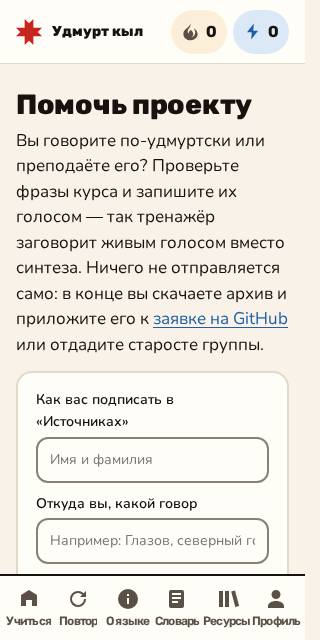 Удмурт кыл
0
0
Помочь проекту
Вы говорите по-удмуртски или
преподаёте его? Проверьте
фразы курса и запишите их
голосом — так тренажёр
заговорит живым голосом вместо
синтеза. Ничего не отправляется
само: в конце вы скачаете архив и
приложите его к заявке на GitHub
или отдадите старосте группы.
Как вас подписать в
«Источниках»
Имя и фамилия
Откуда вы, какой говор
Например: Глазов, северный го
Учиться Повтор О языке Словарь Ресурсы Профиль